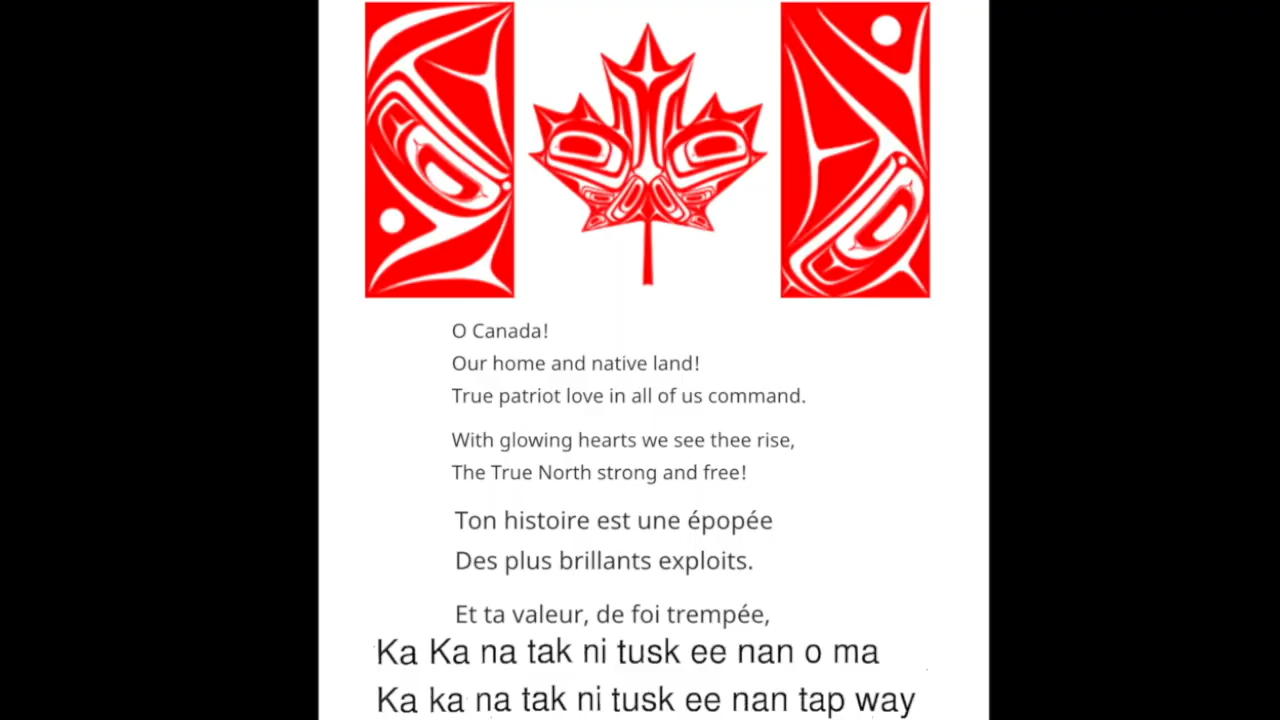 O Canada!
Our home and native land!
True patriot love in all of us command.
With glowing hearts we see thee rise,
The True North strong and free!
Ton histoire est une épopée
Des plus brillants exploits.
Et ta valeur, de foi trempée,
Ka Ka na tak ni tusk ee nan o ma
Ka ka na tak ni tusk ee nan tap way